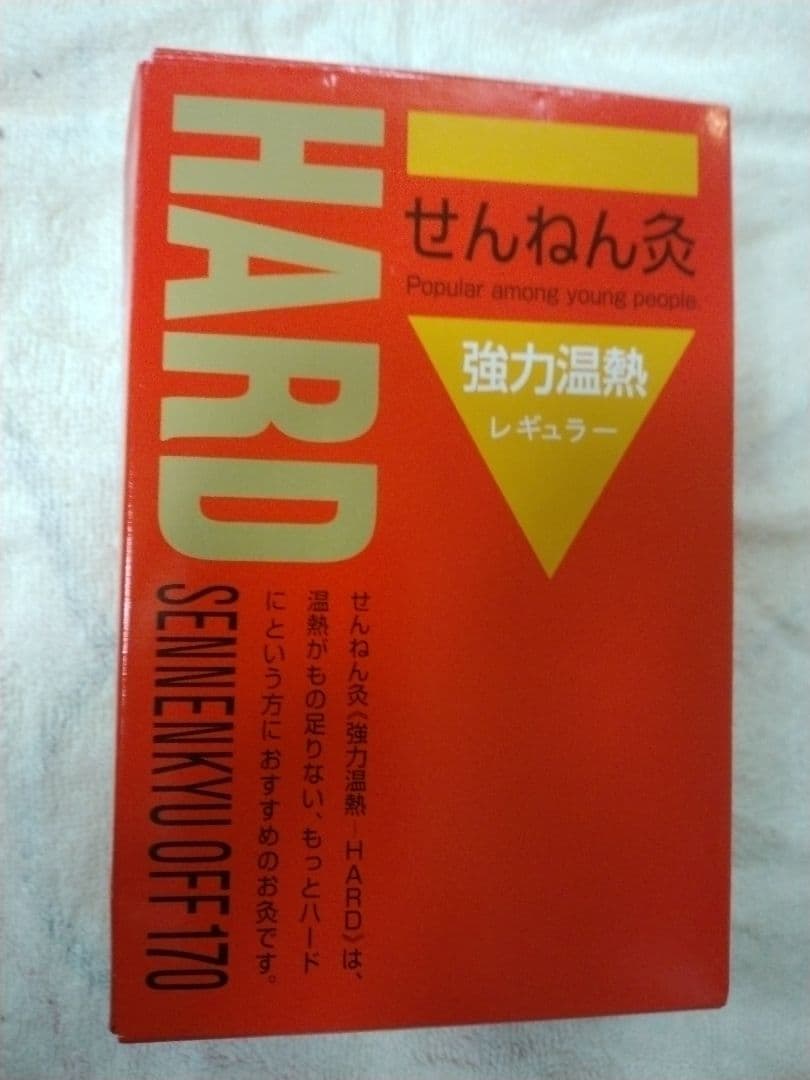 せんねん灸
Popular among young people.
強力温熱
レギュラー
HARD
SENNENKYU OFF 170
せんねん灸《強力温熱－HARD》は、
温熱がもの足りない、もっとハード
にという方におすすめのお灸です。